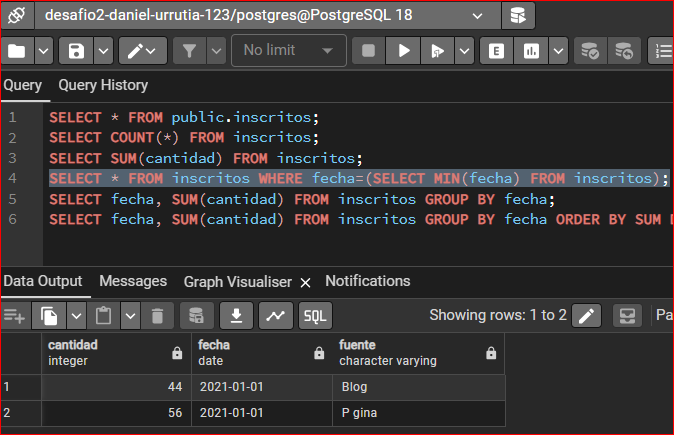 desafio2-daniel-urrutia-123/postgres@PostgreSQL 18
No limit
E
Query Query History
1 SELECT * FROM public.inscritos;
2 SELECT COUNT(*) FROM inscritos;
3 SELECT SUM(cantidad) FROM inscritos;
4 SELECT * FROM inscritos WHERE fecha=(SELECT MIN(fecha) FROM inscritos);
5 SELECT fecha, SUM(cantidad) FROM inscritos GROUP BY fecha;
6 SELECT fecha, SUM(cantidad) FROM inscritos GROUP BY fecha ORDER BY SUM D
Data Output Messages Graph Visualiser Notifications
SQL Showing rows: 1 to 2 Pa
cantidad fecha fuente
integer date character varying
1 44 2021-01-01 Blog
2 56 2021-01-01 P gina